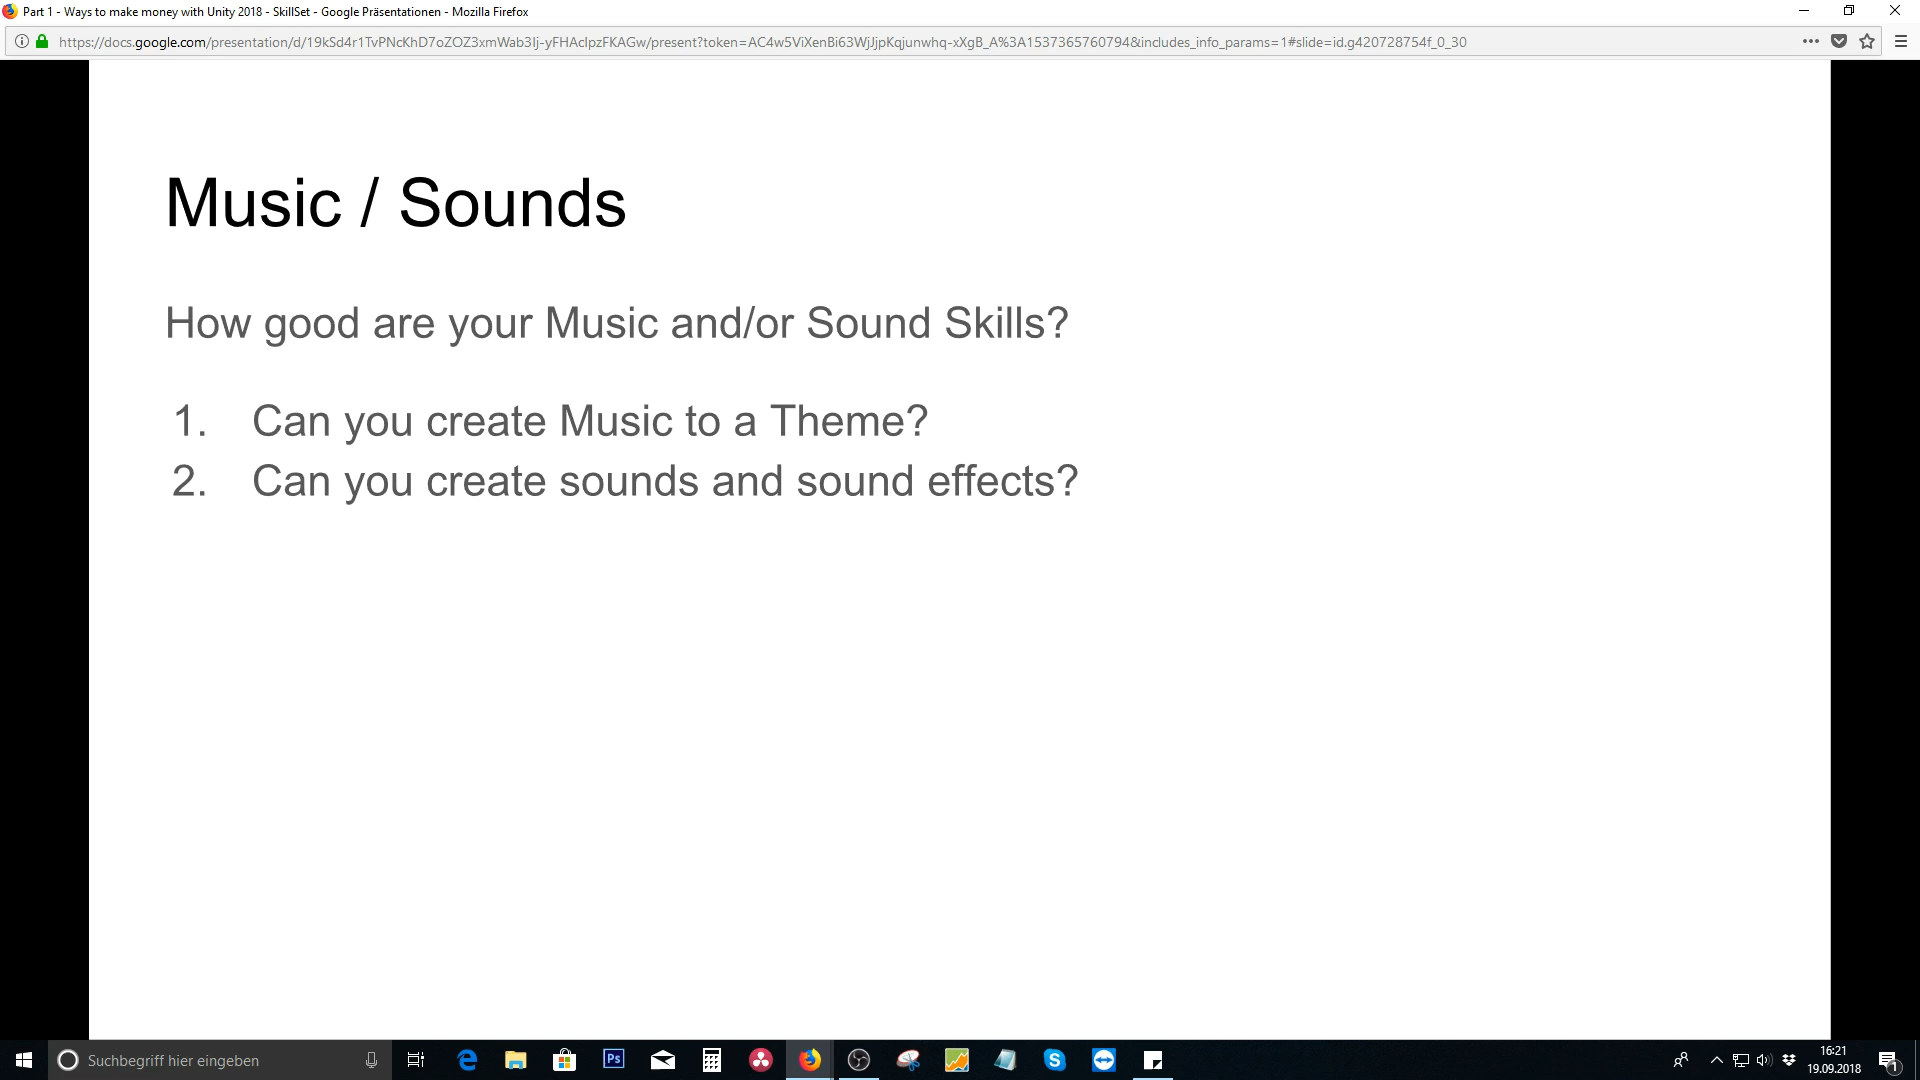 Part 1 - Ways to make money with Unity 2018 - SkillSet - Google Präsentationen - Mozilla Firefox
https://docs.google.com/presentation/d/19kSd4r1TvPNcKhD7oZOZ3xmWab3Ij-yFHAclpzFKAGw/present?token=AC4w5ViXenBi63WjJjpKqjunwhq-xXgB_A%3A1537365760794&includes_info_params=1#slide=id.g420728754f_0_30
Music / Sounds
How good are your Music and/or Sound Skills?
1. Can you create Music to a Theme?
2. Can you create sounds and sound effects?
Suchbegriff hier eingeben
Ps
16:21
19.09.2018
1